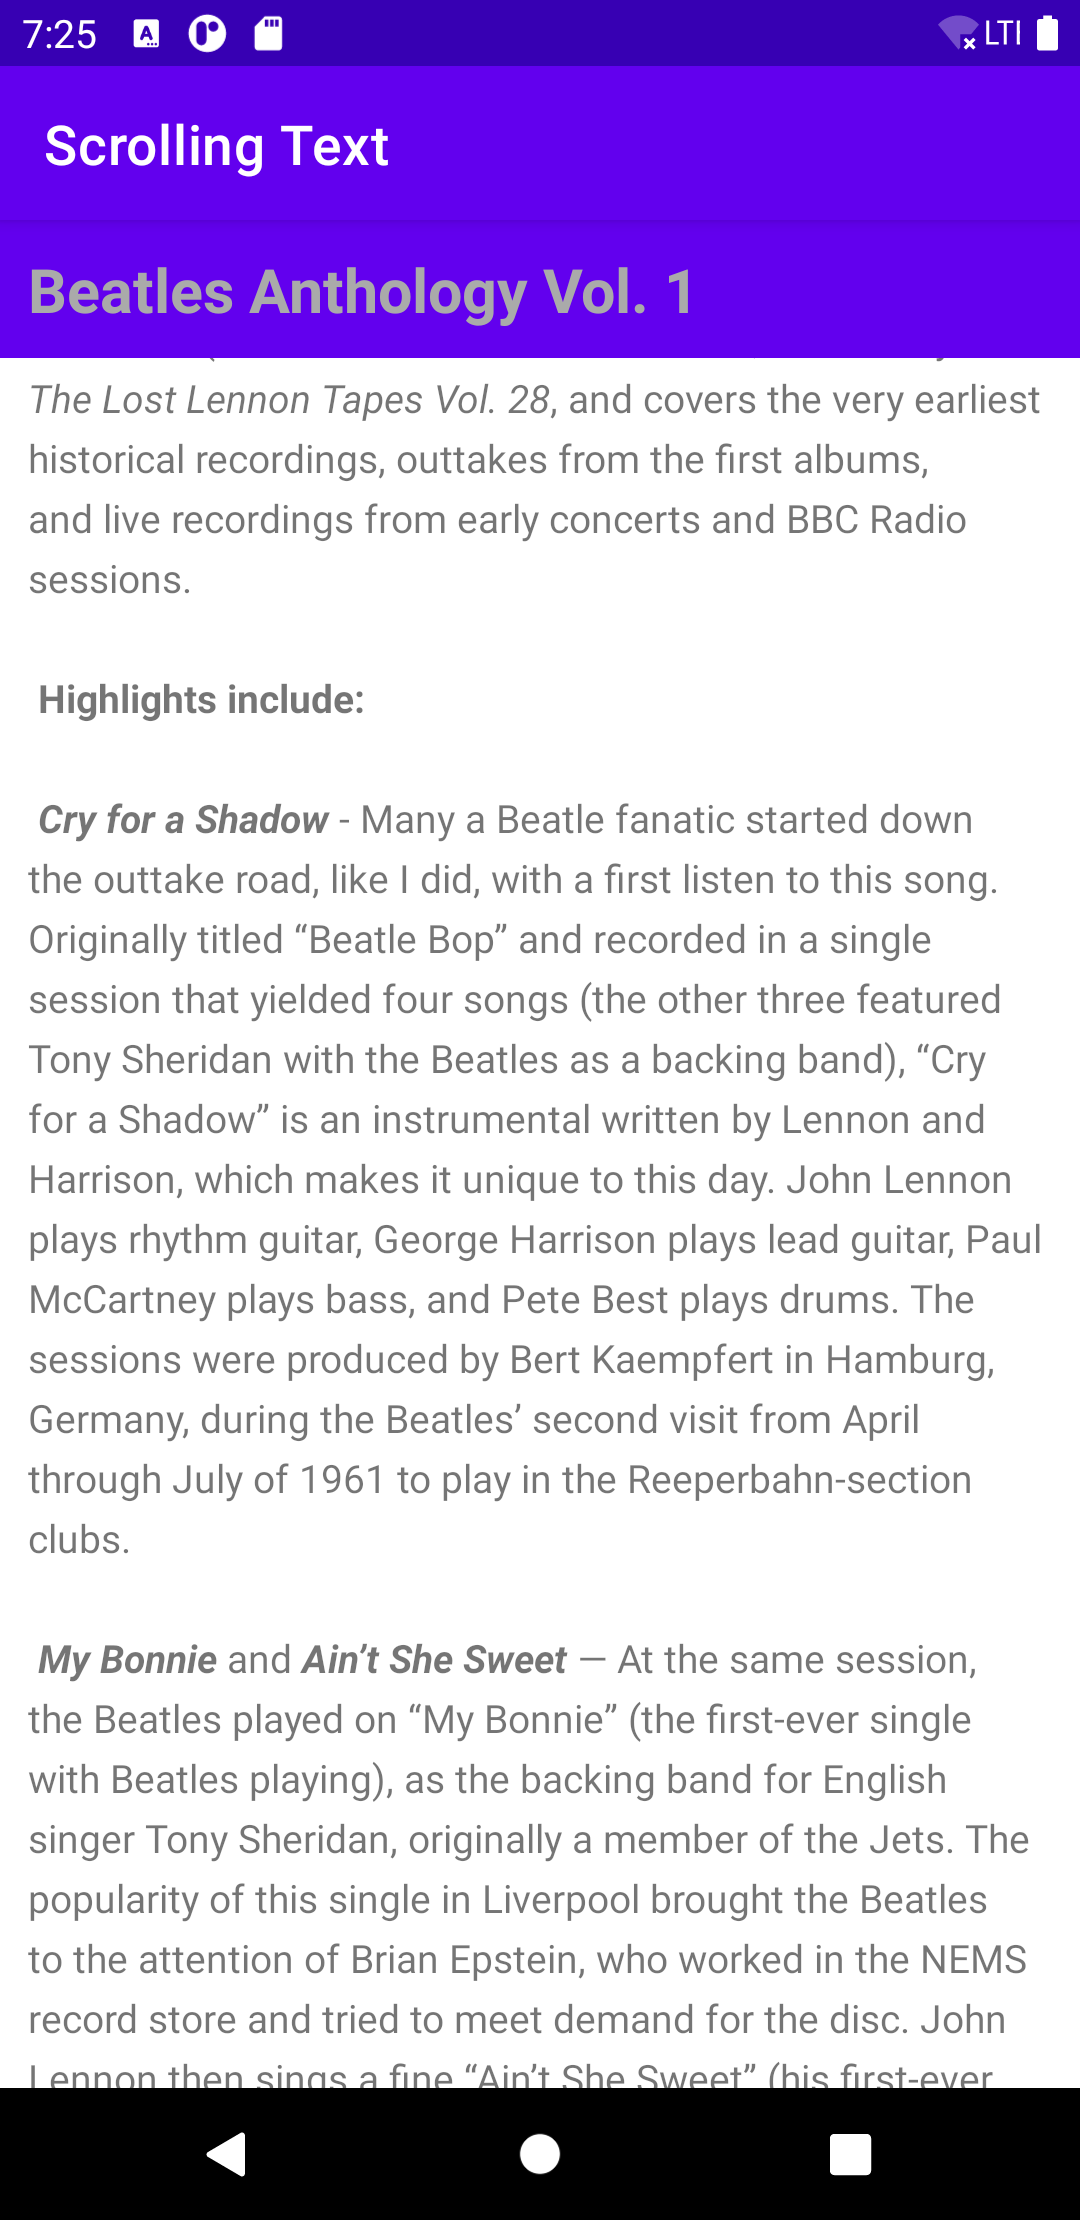 7:25
LTI
Scrolling Text
Beatles Anthology Vol. 1
The Lost Lennon Tapes Vol. 28, and covers the very earliest
historical recordings, outtakes from the first albums,
and live recordings from early concerts and BBC Radio
sessions.
Highlights include:
Cry for a Shadow - Many a Beatle fanatic started down
the outtake road, like I did, with a first listen to this song.
Originally titled “Beatle Bop” and recorded in a single
session that yielded four songs (the other three featured
Tony Sheridan with the Beatles as a backing band), “Cry
for a Shadow” is an instrumental written by Lennon and
Harrison, which makes it unique to this day. John Lennon
plays rhythm guitar, George Harrison plays lead guitar, Paul
McCartney plays bass, and Pete Best plays drums. The
sessions were produced by Bert Kaempfert in Hamburg,
Germany, during the Beatles’ second visit from April
through July of 1961 to play in the Reeperbahn-section
clubs.
My Bonnie and Ain’t She Sweet — At the same session,
the Beatles played on “My Bonnie” (the first-ever single
with Beatles playing), as the backing band for English
singer Tony Sheridan, originally a member of the Jets. The
popularity of this single in Liverpool brought the Beatles
to the attention of Brian Epstein, who worked in the NEMS
record store and tried to meet demand for the disc. John
Lennon then sings a fine “Ain’t She Sweet” (his first-ever